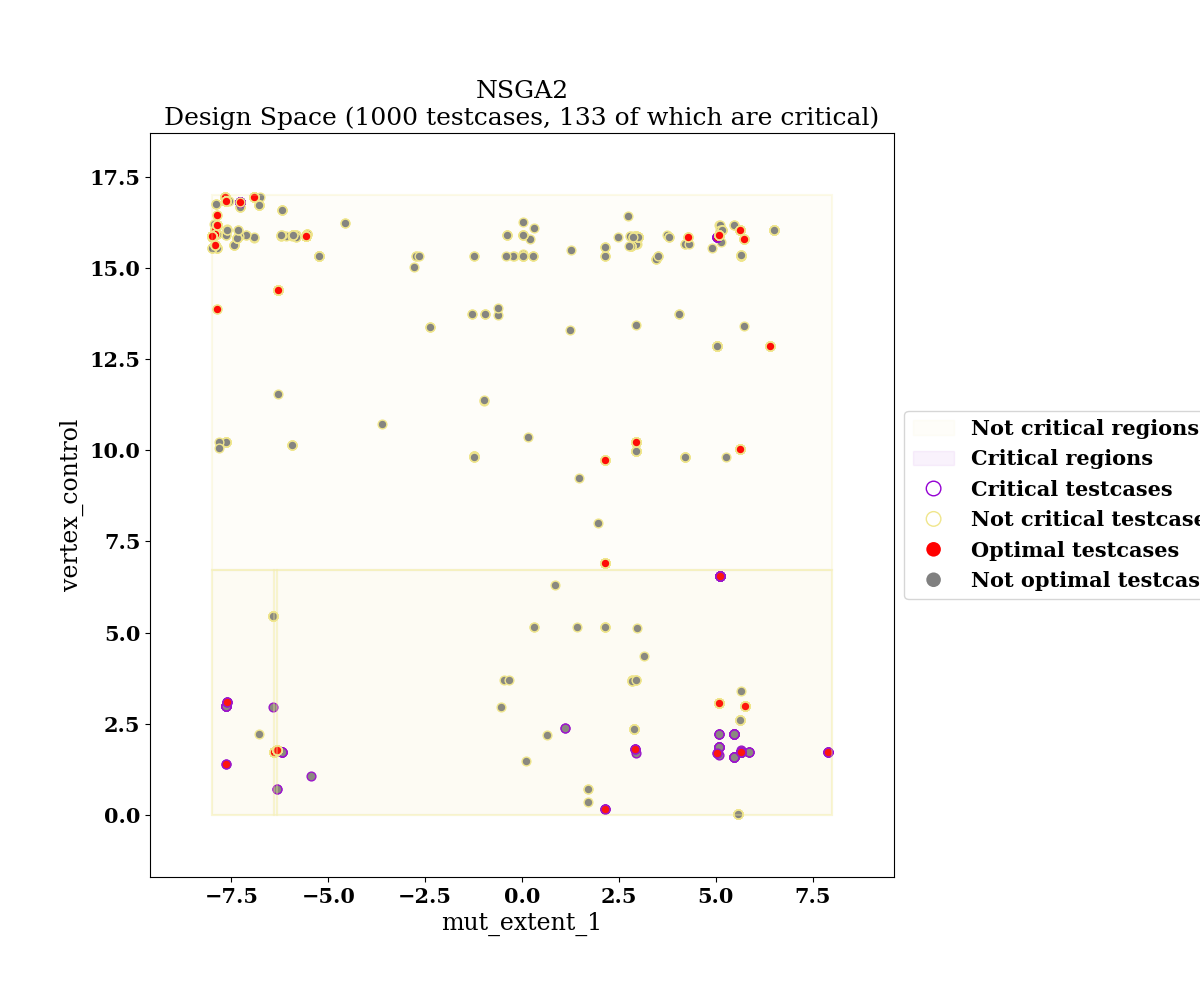 NSGA2
Design Space (1000 testcases, 133 of which are critical)
vertex_control
17.5
15.0
12.5
10.0
7.5
5.0
2.5
0.0
−7.5
−5.0
−2.5
0.0
2.5
5.0
7.5
mut_extent_1
Not critical regions
Critical regions
Critical testcases
Not critical testcase
Optimal testcases
Not optimal testcas